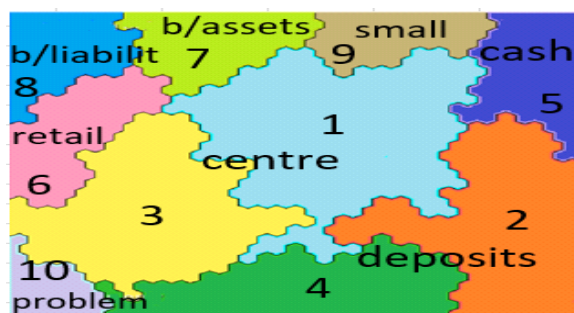 b/assets
small
7
9
b/liabilit
cash
8
5
1
retail
centre
6
3
2
deposits
10
4
problem